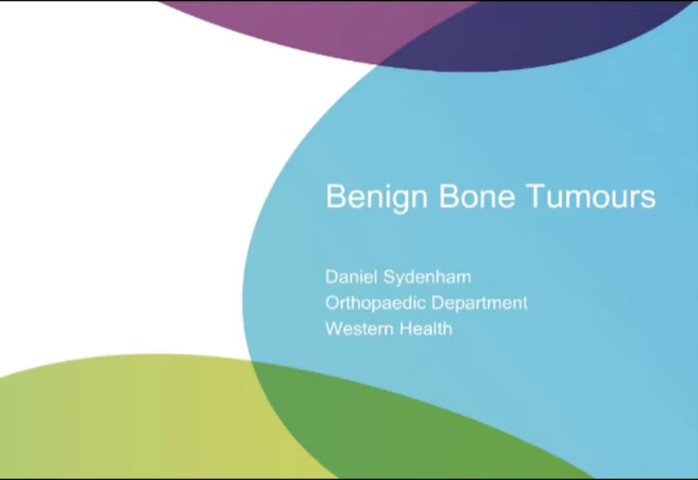 Benign Bone Tumours
Daniel Sydenham
Orthopaedic Department
Western Health